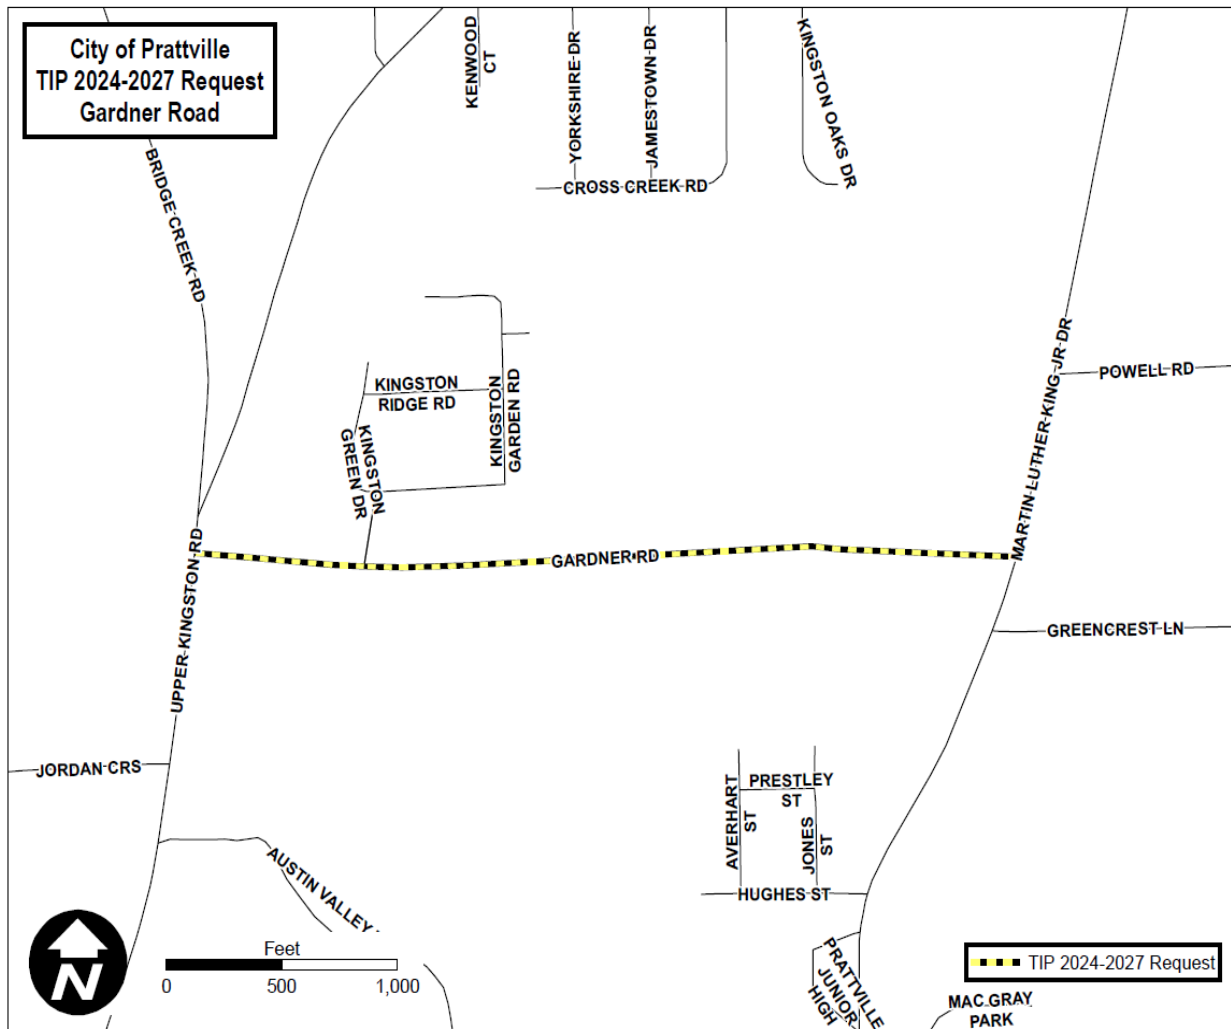 City of Prattville
TIP 2024-2027 Request
Gardner Road
KENWOOD
CT
YORKSHIRE DR
JAMESTOWN DR
KINGSTON OAKS DR
CROSS CREEK RD
BRIDGE CREEK RD
KINGSTON
RIDGE RD
KINGSTON
GARDEN RD
KINGSTON
GREEN DR
MARTIN LUTHER KING JR DR
POWELL RD
UPPER KINGSTON RD
GARDNER RD
GREENCREST LN
JORDAN CRS
AVERHART
ST
PRESTLEY
ST
JONES
ST
HUGHES ST
AUSTIN VALLEY
PRATTVILLE
JUNIOR
HIGH
MAC GRAY
PARK
N
Feet
0 500 1,000
TIP 2024-2027 Request